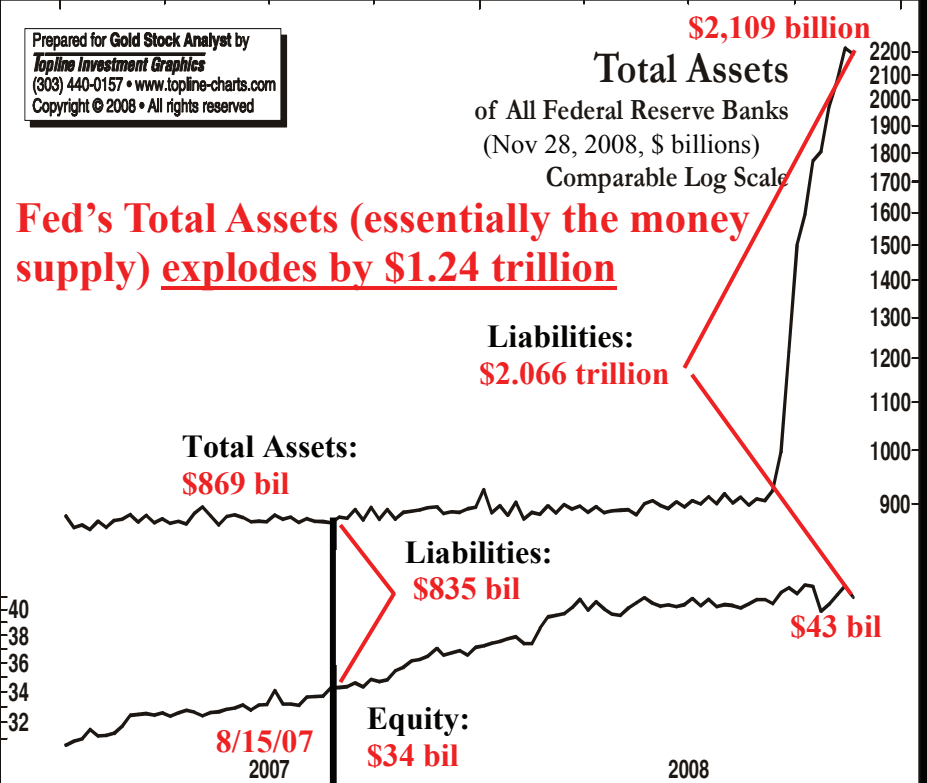 Prepared for Gold Stock Analyst by
Topline Investment Graphics
(303) 440-0157 • www.topline-charts.com
Copyright © 2008 • All rights reserved
$2,109 billion
Total Assets
of All Federal Reserve Banks
(Nov 28, 2008, $ billions)
Comparable Log Scale
Fed's Total Assets (essentially the money
supply) explodes by $1.24 trillion
2200
2100
2000
1900
1800
1700
1600
1500
1400
1300
1200
1100
1000
900
Liabilities:
$2.066 trillion
Total Assets:
$869 bil
Liabilities:
$835 bil
40
38
36
34
32
$43 bil
Equity:
$34 bil
8/15/07
2007
2008